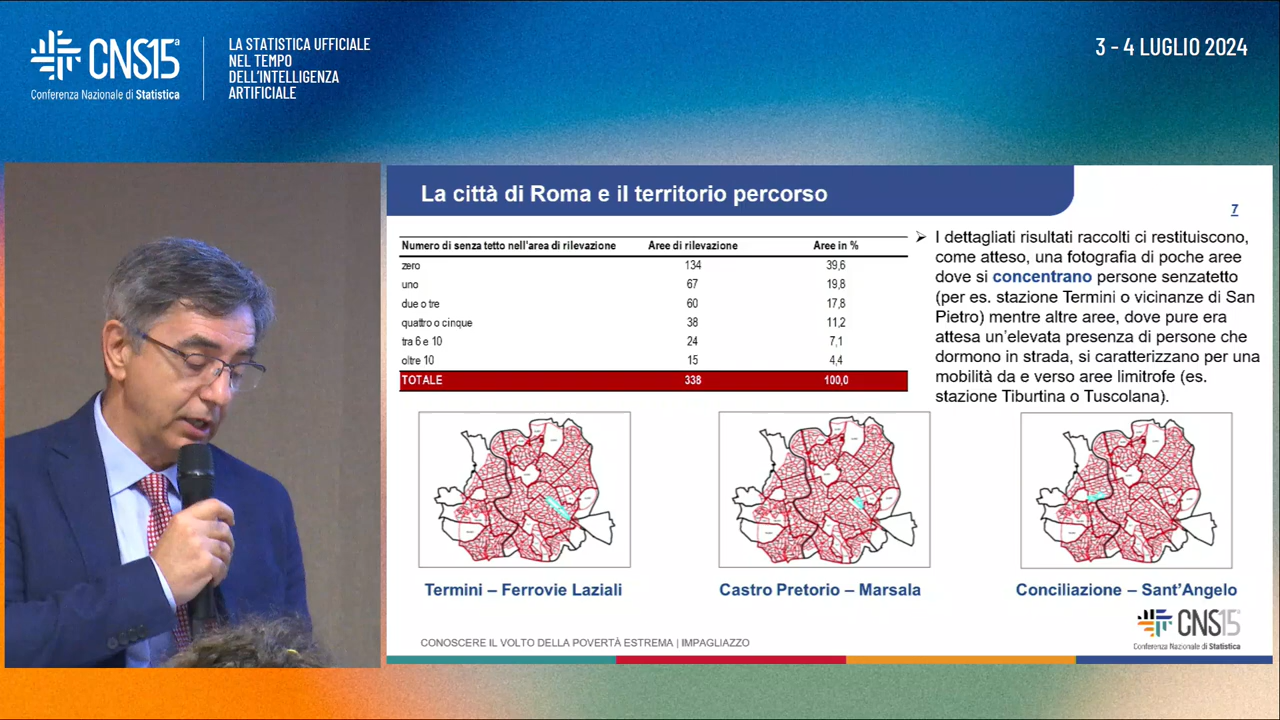 CNS15ª
Conferenza Nazionale di Statistica
LA STATISTICA UFFICIALE
NEL TEMPO
DELL'INTELLIGENZA
ARTIFICIALE
3 - 4 LUGLIO 2024
La città di Roma e il territorio percorso
7
Numero di senza tetto nell'area di rilevazione Aree di rilevazione Aree in %
zero 134 39,6
uno 67 19,8
due o tre 60 17,8
quattro o cinque 38 11,2
tra 6 e 10 24 7,1
oltre 10 15 4,4
TOTALE 338 100,0
➢ I dettagliati risultati raccolti ci restituiscono,
come atteso, una fotografia di poche aree
dove si concentrano persone senzatetto
(per es. stazione Termini o vicinanze di San
Pietro) mentre altre aree, dove pure era
attesa un'elevata presenza di persone che
dormono in strada, si caratterizzano per una
mobilità da e verso aree limitrofe (es.
stazione Tiburtina o Tuscolana).
Termini – Ferrovie Laziali
Castro Pretorio – Marsala
Conciliazione – Sant'Angelo
CONOSCERE IL VOLTO DELLA POVERTÀ ESTREMA | IMPAGLIAZZO
CNS15ª
Conferenza Nazionale di Statistica